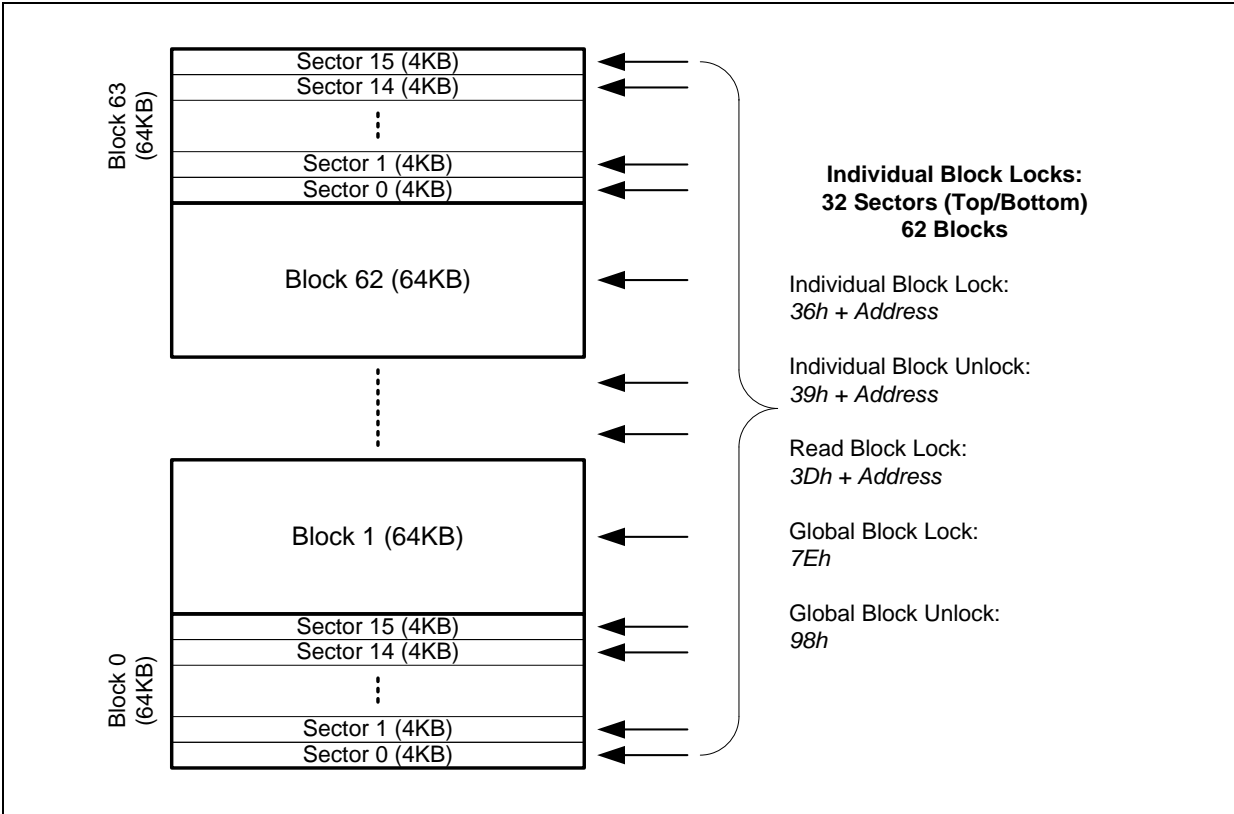 Block 63
(64KB)
Sector 15 (4KB)
Sector 14 (4KB)
Sector 1 (4KB)
Sector 0 (4KB)
Block 62 (64KB)
Block 1 (64KB)
Block 0
(64KB)
Sector 15 (4KB)
Sector 14 (4KB)
Sector 1 (4KB)
Sector 0 (4KB)
Individual Block Locks:
32 Sectors (Top/Bottom)
62 Blocks
Individual Block Lock:
36h + Address
Individual Block Unlock:
39h + Address
Read Block Lock:
3Dh + Address
Global Block Lock:
7Eh
Global Block Unlock:
98h